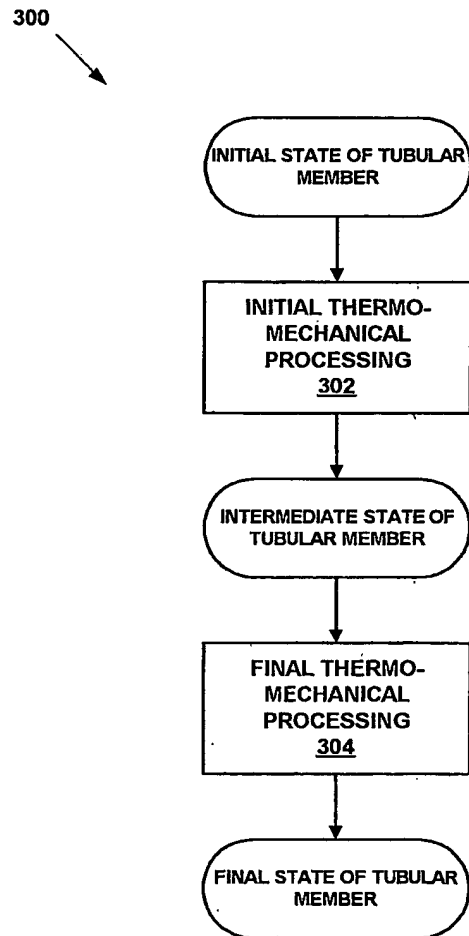 300
INITIAL STATE OF TUBULAR
MEMBER
INITIAL THERMO-
MECHANICAL
PROCESSING
302
INTERMEDIATE STATE OF
TUBULAR MEMBER
FINAL THERMO-
MECHANICAL
PROCESSING
304
FINAL STATE OF TUBULAR
MEMBER